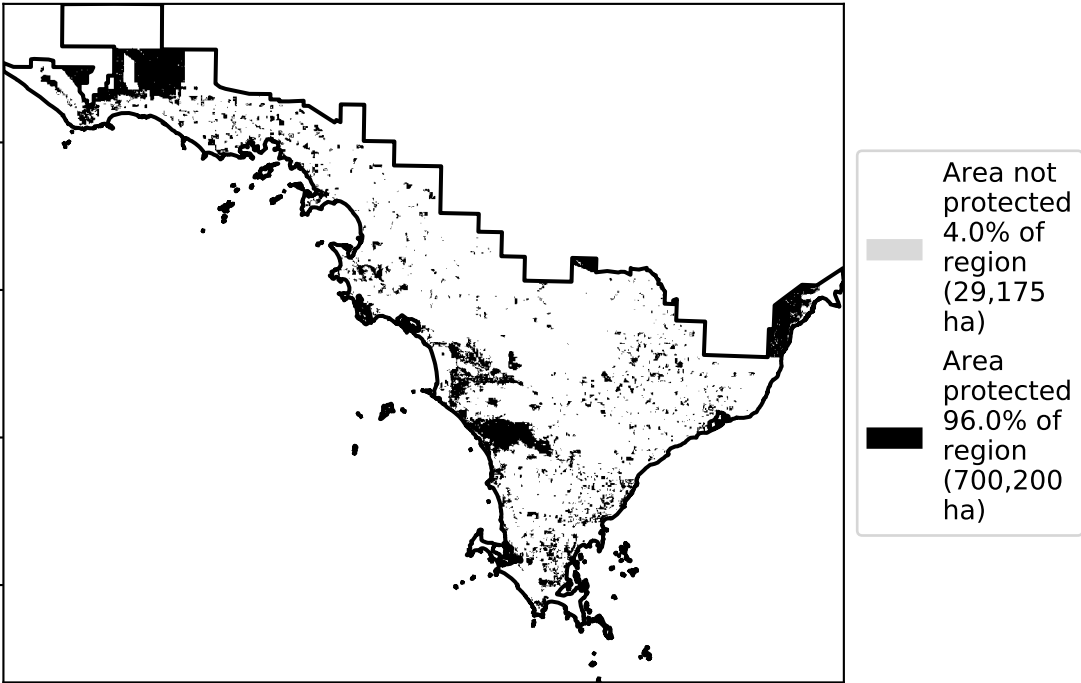 Area not
protected
4.0% of
region
(29,175
ha)
Area
protected
96.0% of
region
(700,200
ha)